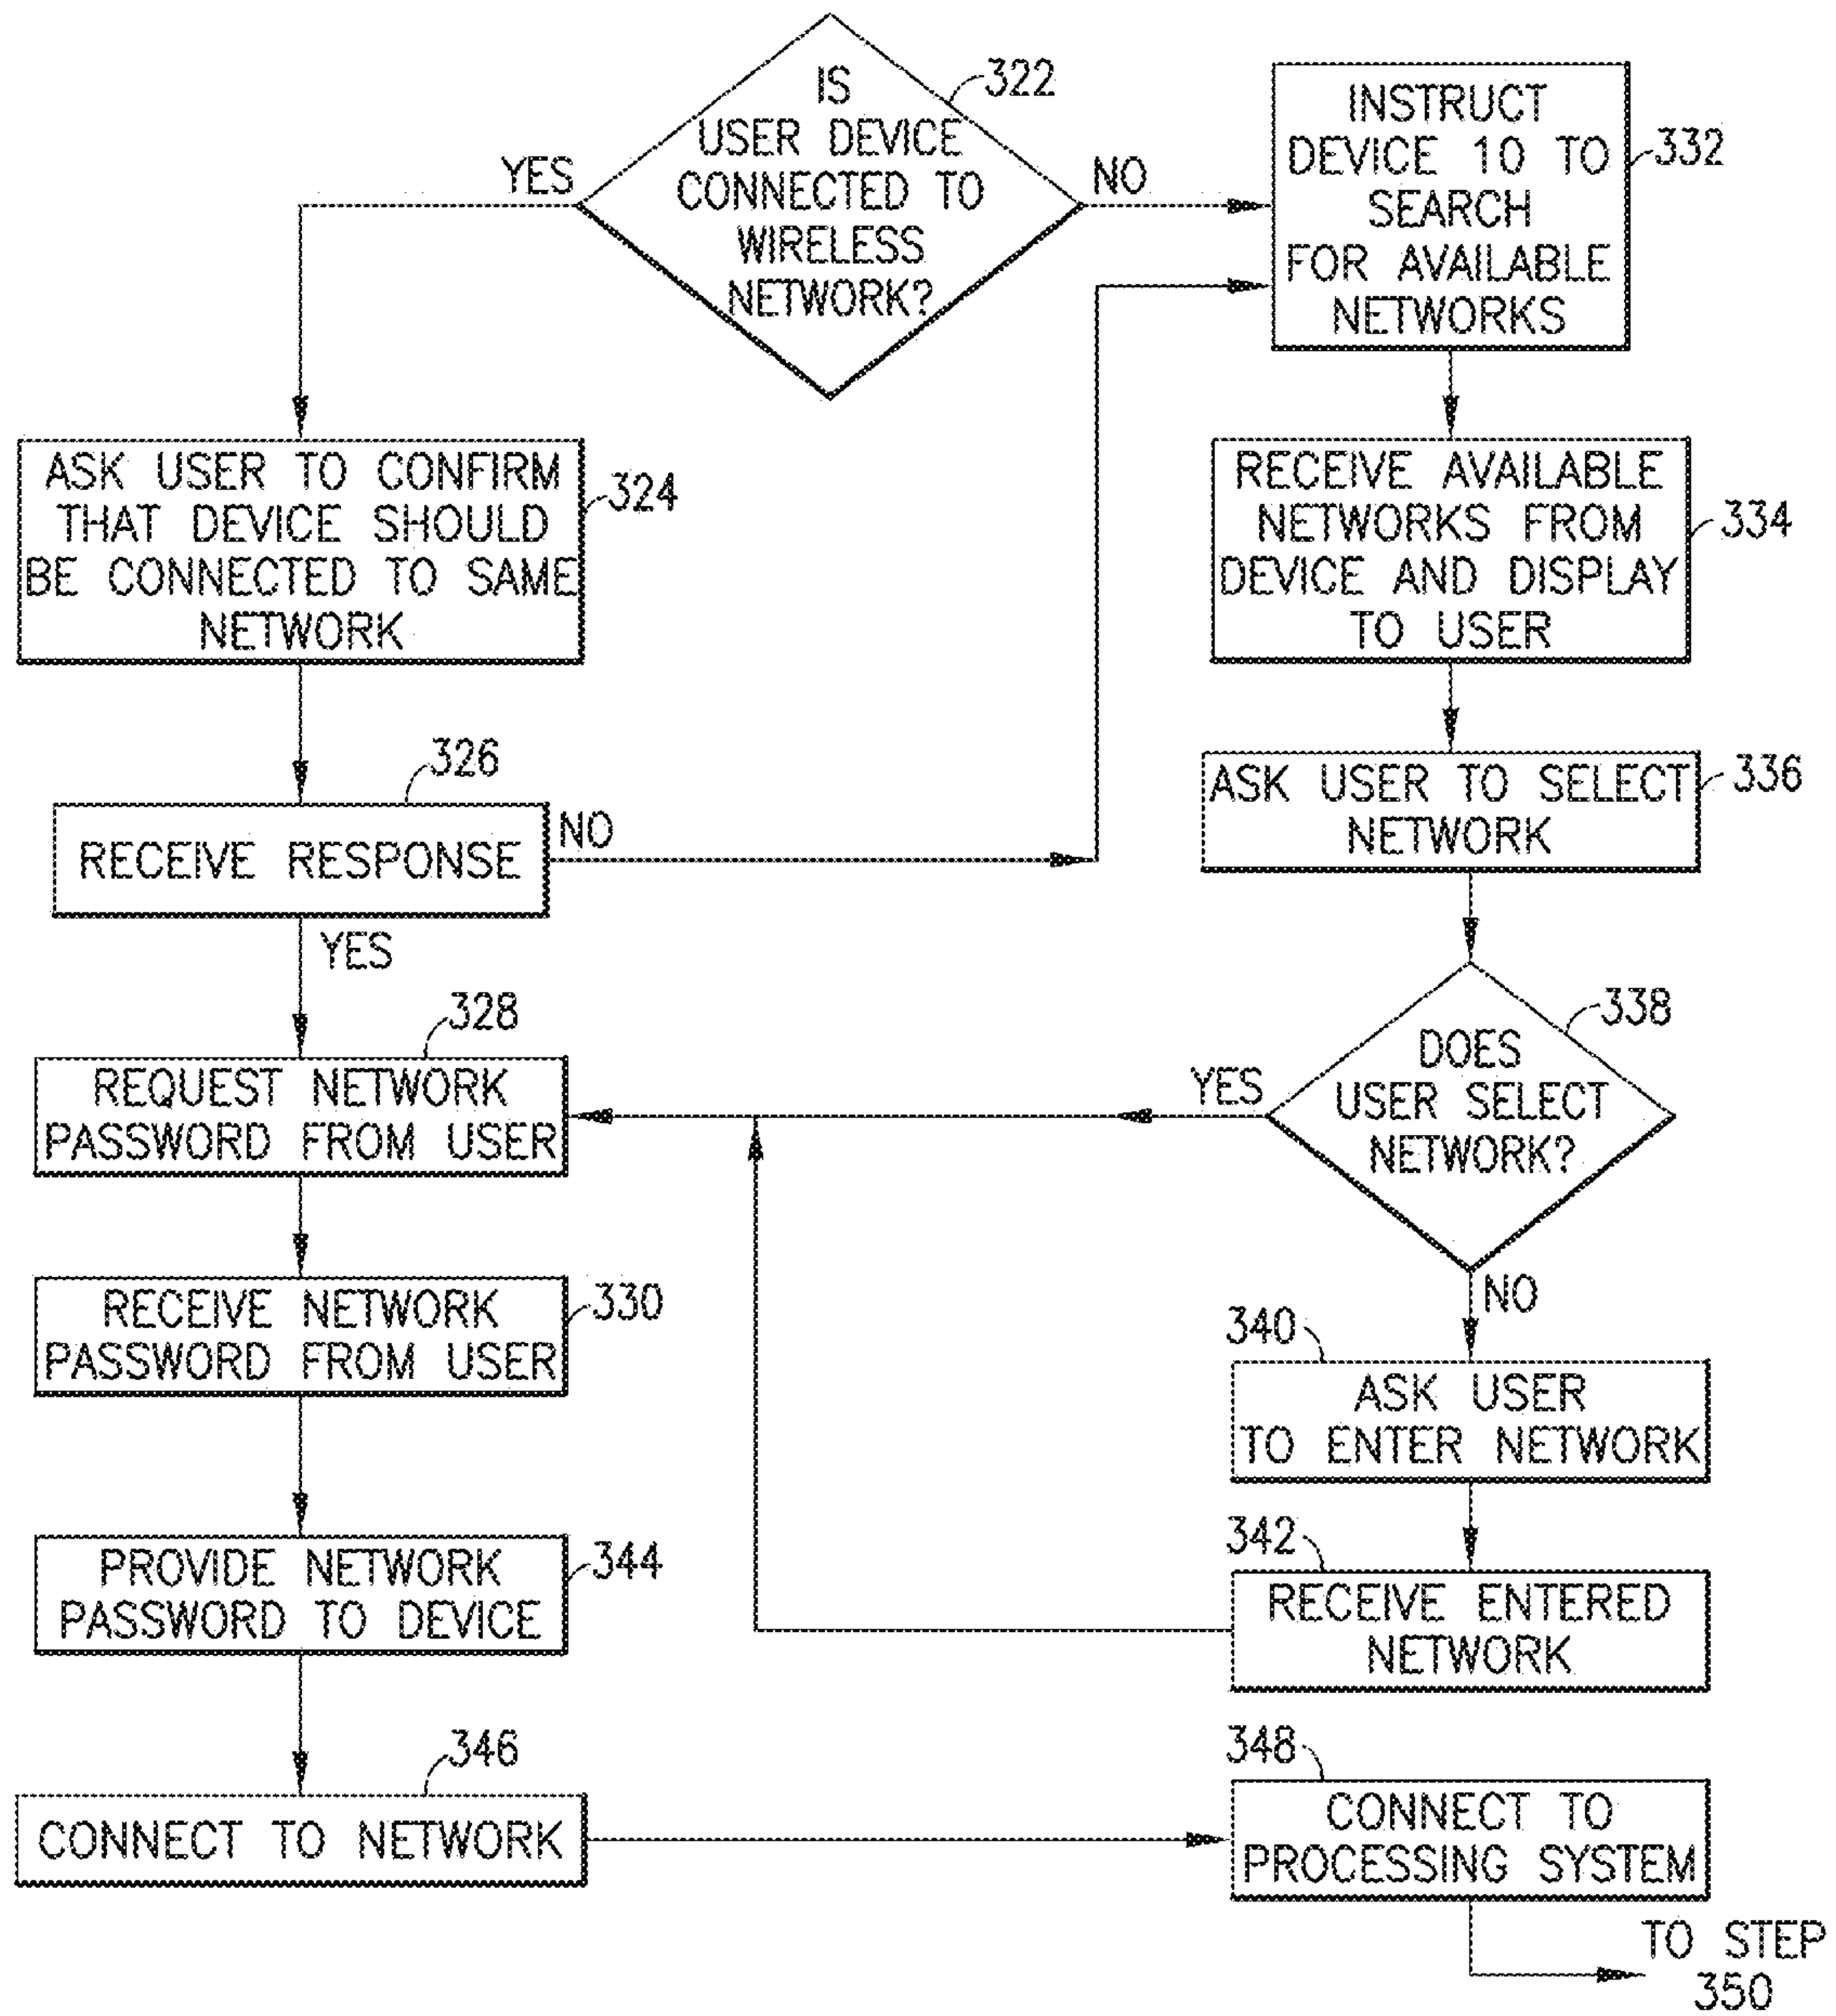 IS
USER DEVICE
CONNECTED TO
WIRELESS
NETWORK?
322
YES
NO
INSTRUCT
DEVICE 10 TO
SEARCH
FOR AVAILABLE
NETWORKS
332
ASK USER TO CONFIRM
THAT DEVICE SHOULD
BE CONNECTED TO SAME
NETWORK
324
RECEIVE AVAILABLE
NETWORKS FROM
DEVICE AND DISPLAY
TO USER
334
326
RECEIVE RESPONSE
NO
YES
ASK USER TO SELECT
NETWORK
336
328
REQUEST NETWORK
PASSWORD FROM USER
338
DOES
USER SELECT
NETWORK?
YES
NO
RECEIVE NETWORK
PASSWORD FROM USER
330
340
ASK USER
TO ENTER NETWORK
PROVIDE NETWORK
PASSWORD TO DEVICE
344
342
RECEIVE ENTERED
NETWORK
346
CONNECT TO NETWORK
348
CONNECT TO
PROCESSING SYSTEM
TO STEP
350